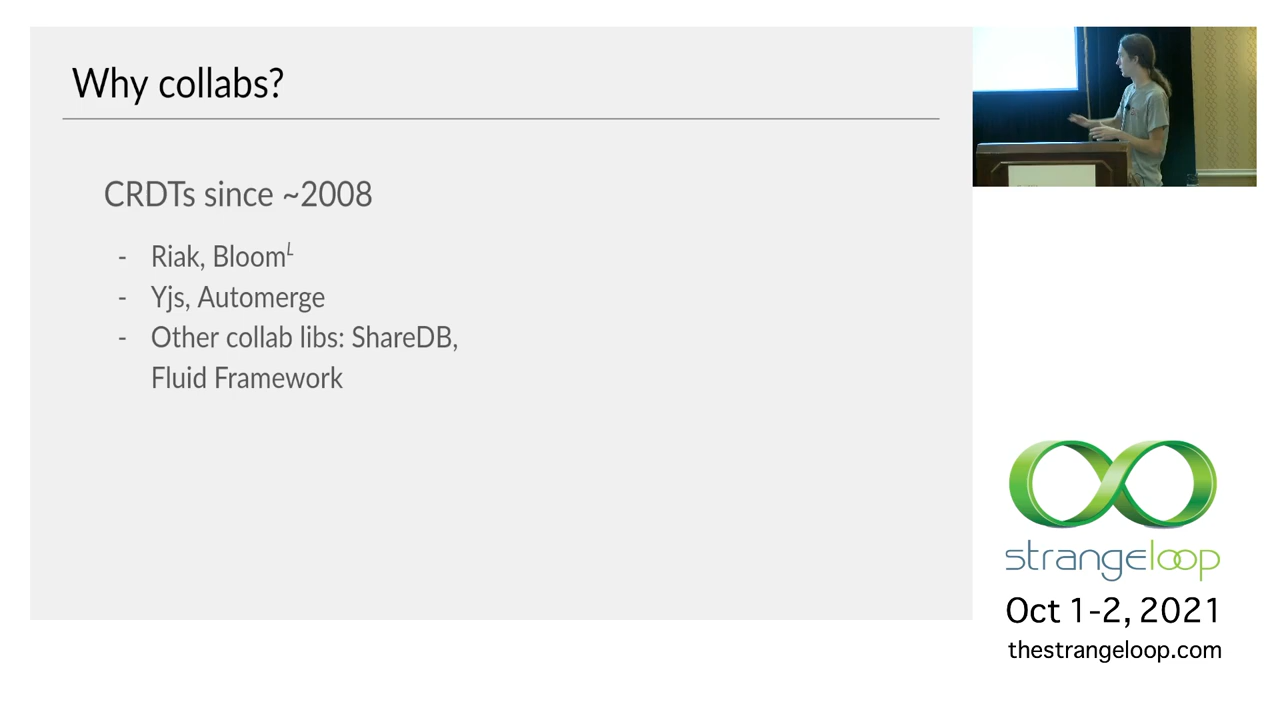 Why collabs?
CRDTs since ~2008
- Riak, Bloomᴸ
- Yjs, Automerge
- Other collab libs: ShareDB,
Fluid Framework
strangeloop
Oct 1-2, 2021
thestrangeloop.com